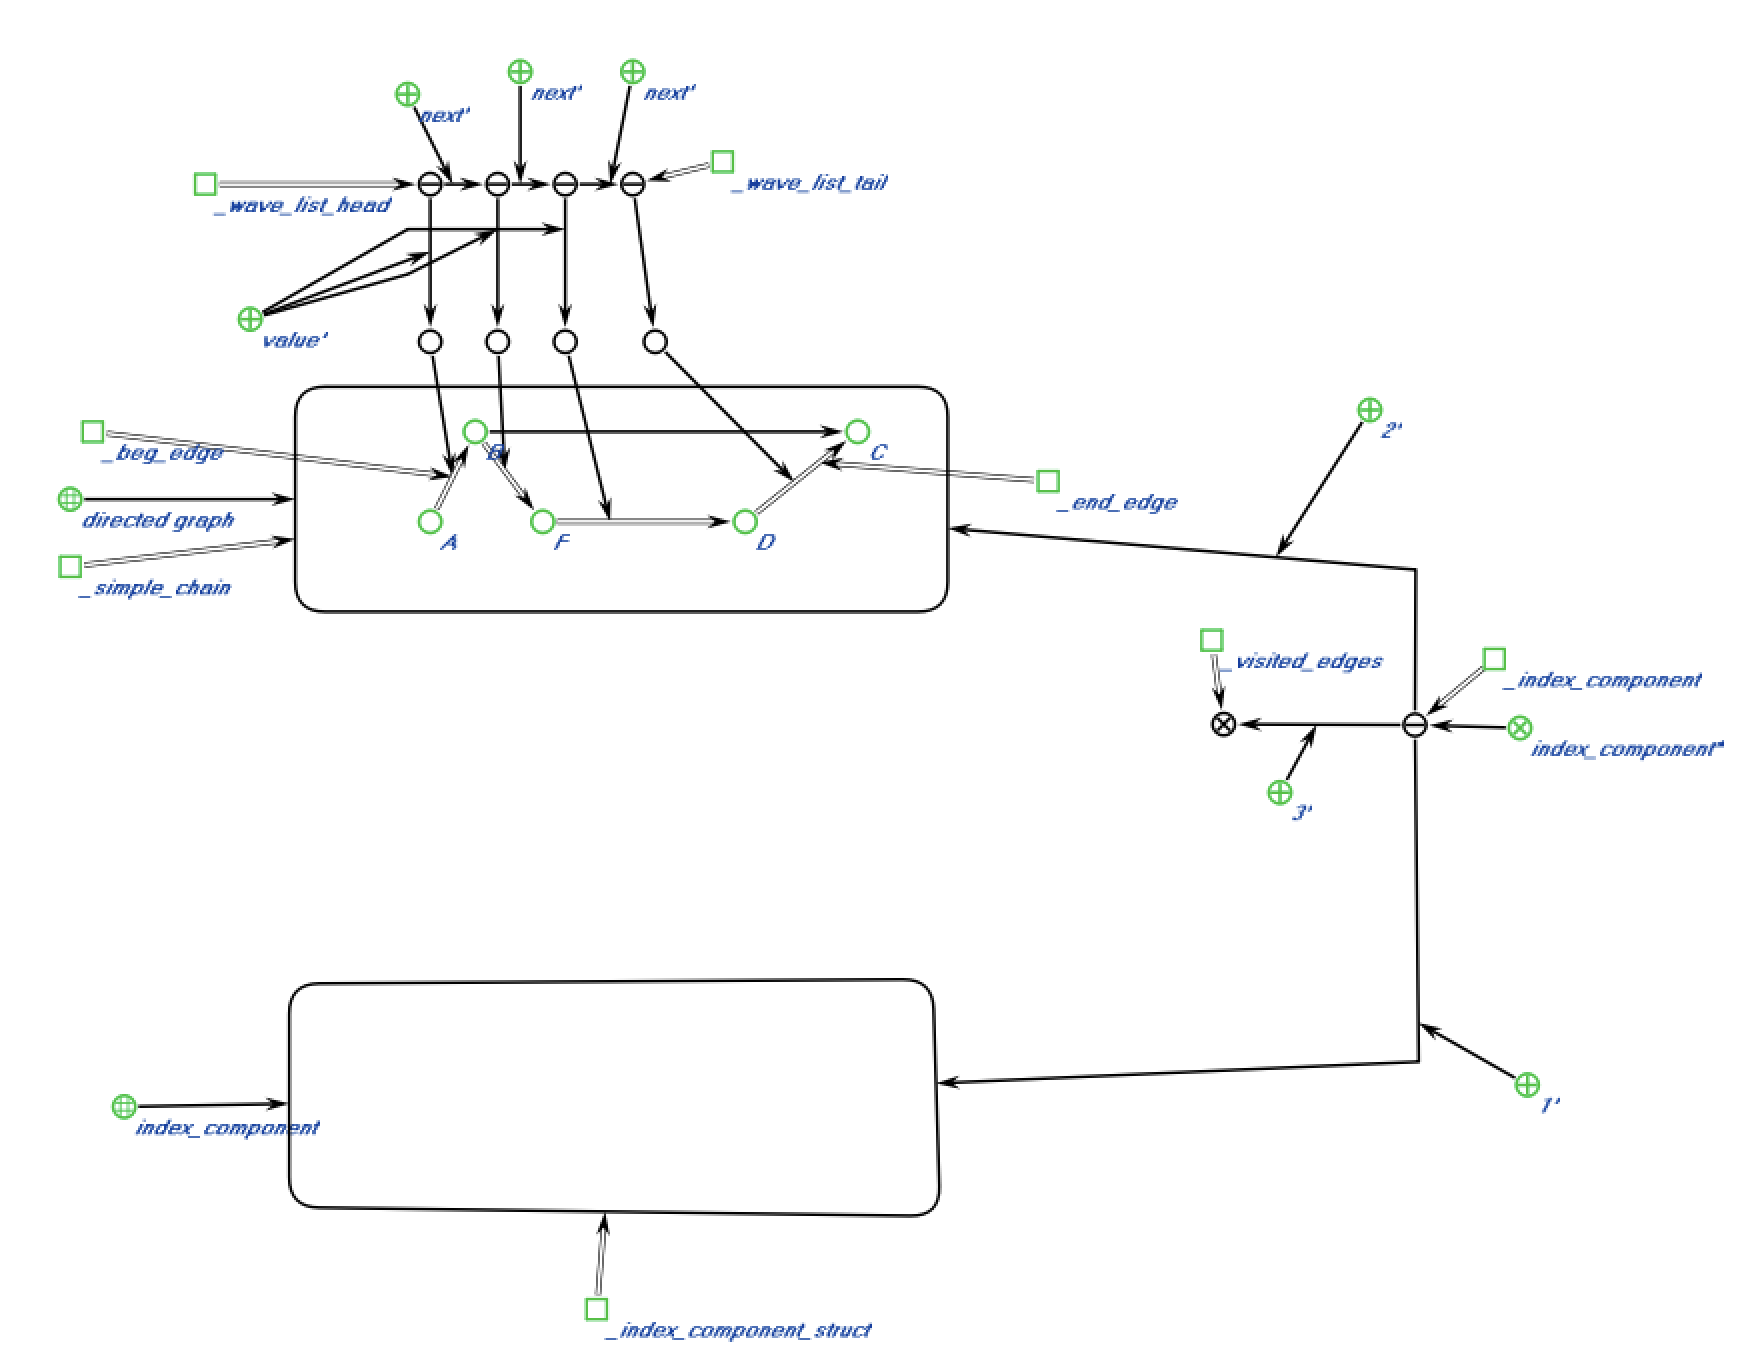 next'
next'
next'
_wave_list_tail
_wave_list_head
value'
2'
_beg_edge
B
C
_end_edge
directed graph
A
F
D
_simple_chain
_visited_edges
_index_component
index_component*
3'
1'
index_component
_index_component_struct